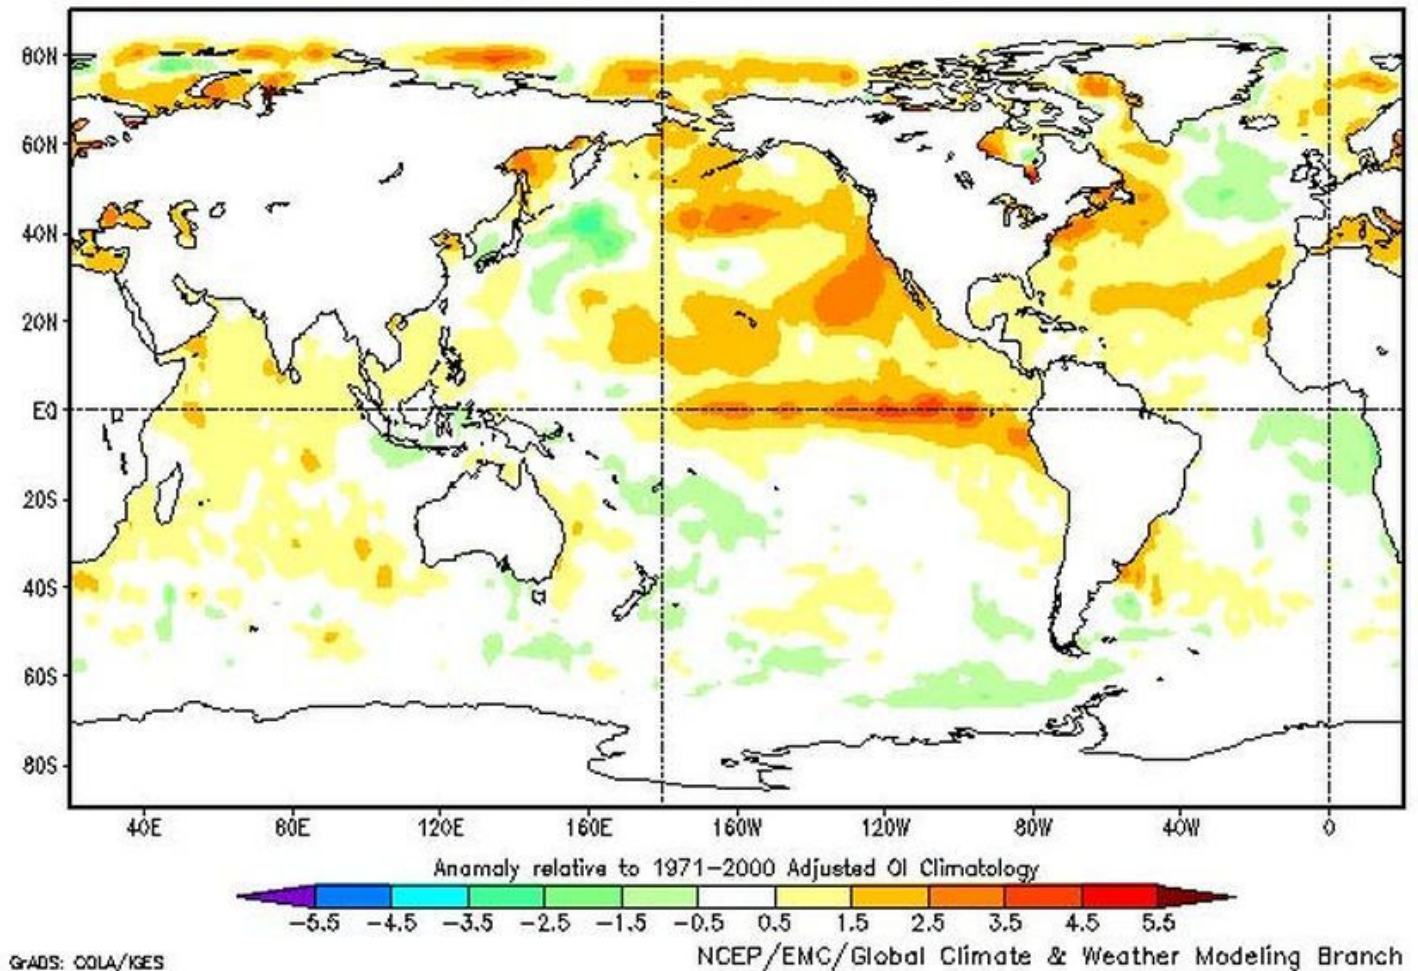 80N
60N
40N
20N
EQ
20S
40S
60S
80S
40E 80E 120E 160E 160W 120W 80W 40W 0
Anomaly relative to 1971-2000 Adjusted OI Climatology
-5.5 -4.5 -3.5 -2.5 -1.5 -0.5 0.5 1.5 2.5 3.5 4.5 5.5
GrADS: COLA/IGES
NCEP/EMC/Global Climate & Weather Modeling Branch